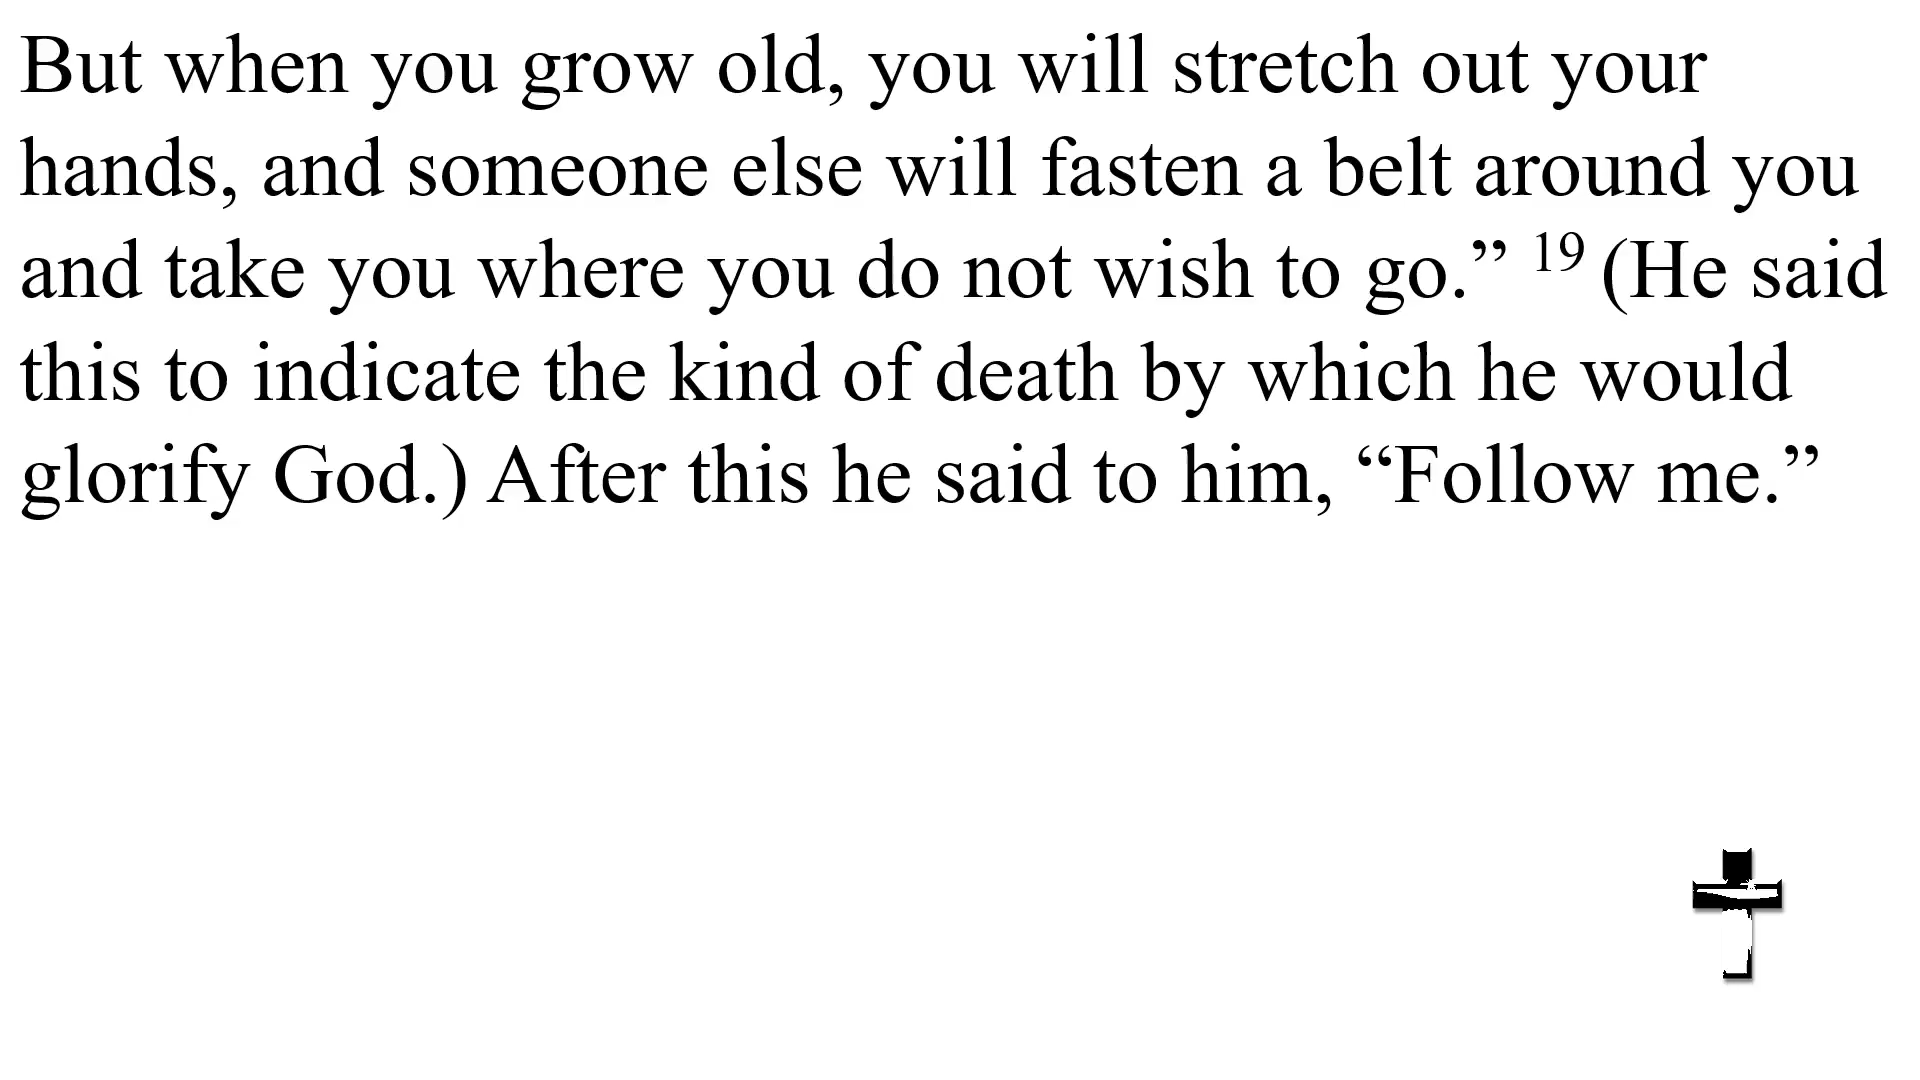 But when you grow old, you will stretch out your
hands, and someone else will fasten a belt around you
and take you where you do not wish to go.” 19 (He said
this to indicate the kind of death by which he would
glorify God.) After this he said to him, “Follow me.”